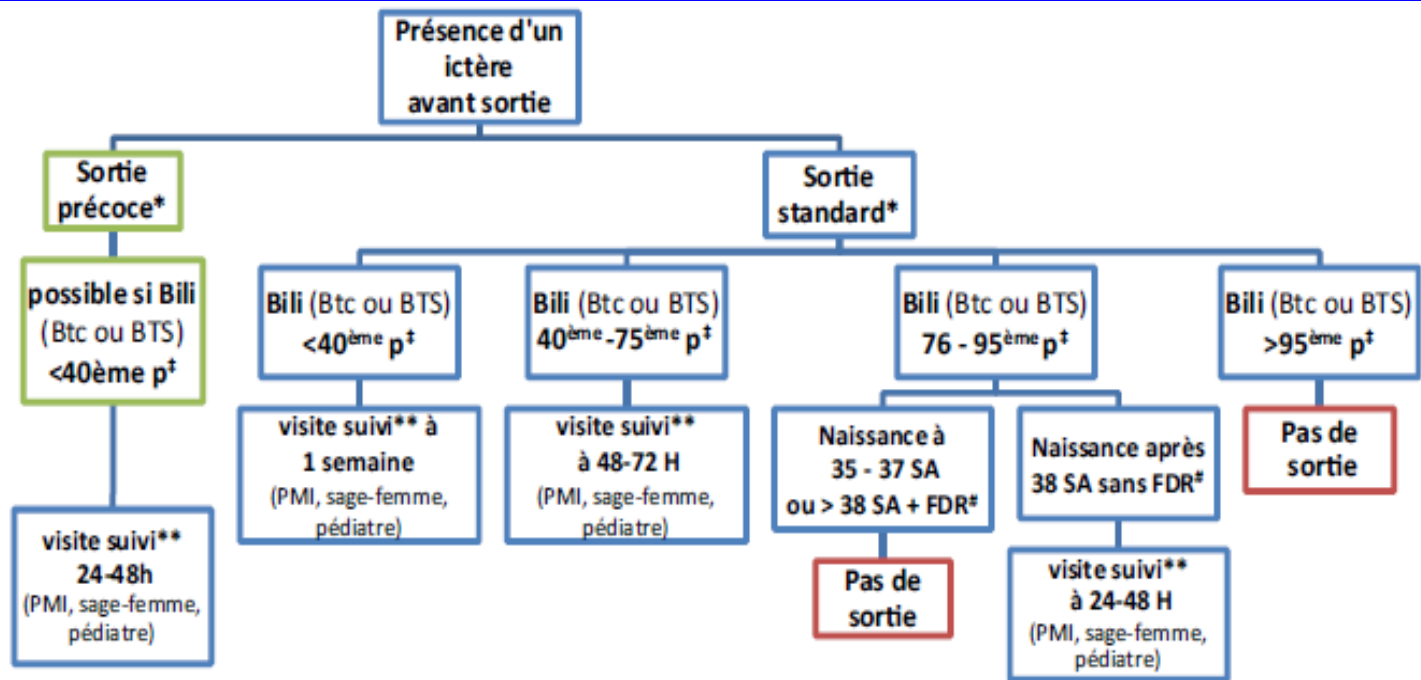 Présence d'un
ictère
avant sortie
Sortie
précoce*
Sortie
standard*
possible si Bili
(Btc ou BTS)
<40ème p‡
Bili (Btc ou BTS)
<40ème p‡
Bili (Btc ou BTS)
40ème -75ème p‡
Bili (Btc ou BTS)
76 - 95ème p‡
Bili (Btc ou BTS)
>95ème p‡
visite suivi** à
1 semaine
(PMI, sage-femme,
pédiatre)
visite suivi**
à 48-72 H
(PMI, sage-femme,
pédiatre)
Naissance à
35 - 37 SA
ou > 38 SA + FDR#
Naissance après
38 SA sans FDR#
Pas de
sortie
visite suivi**
24-48h
(PMI, sage-femme,
pédiatre)
Pas de
sortie
visite suivi**
à 24-48 H
(PMI, sage-femme,
pédiatre)